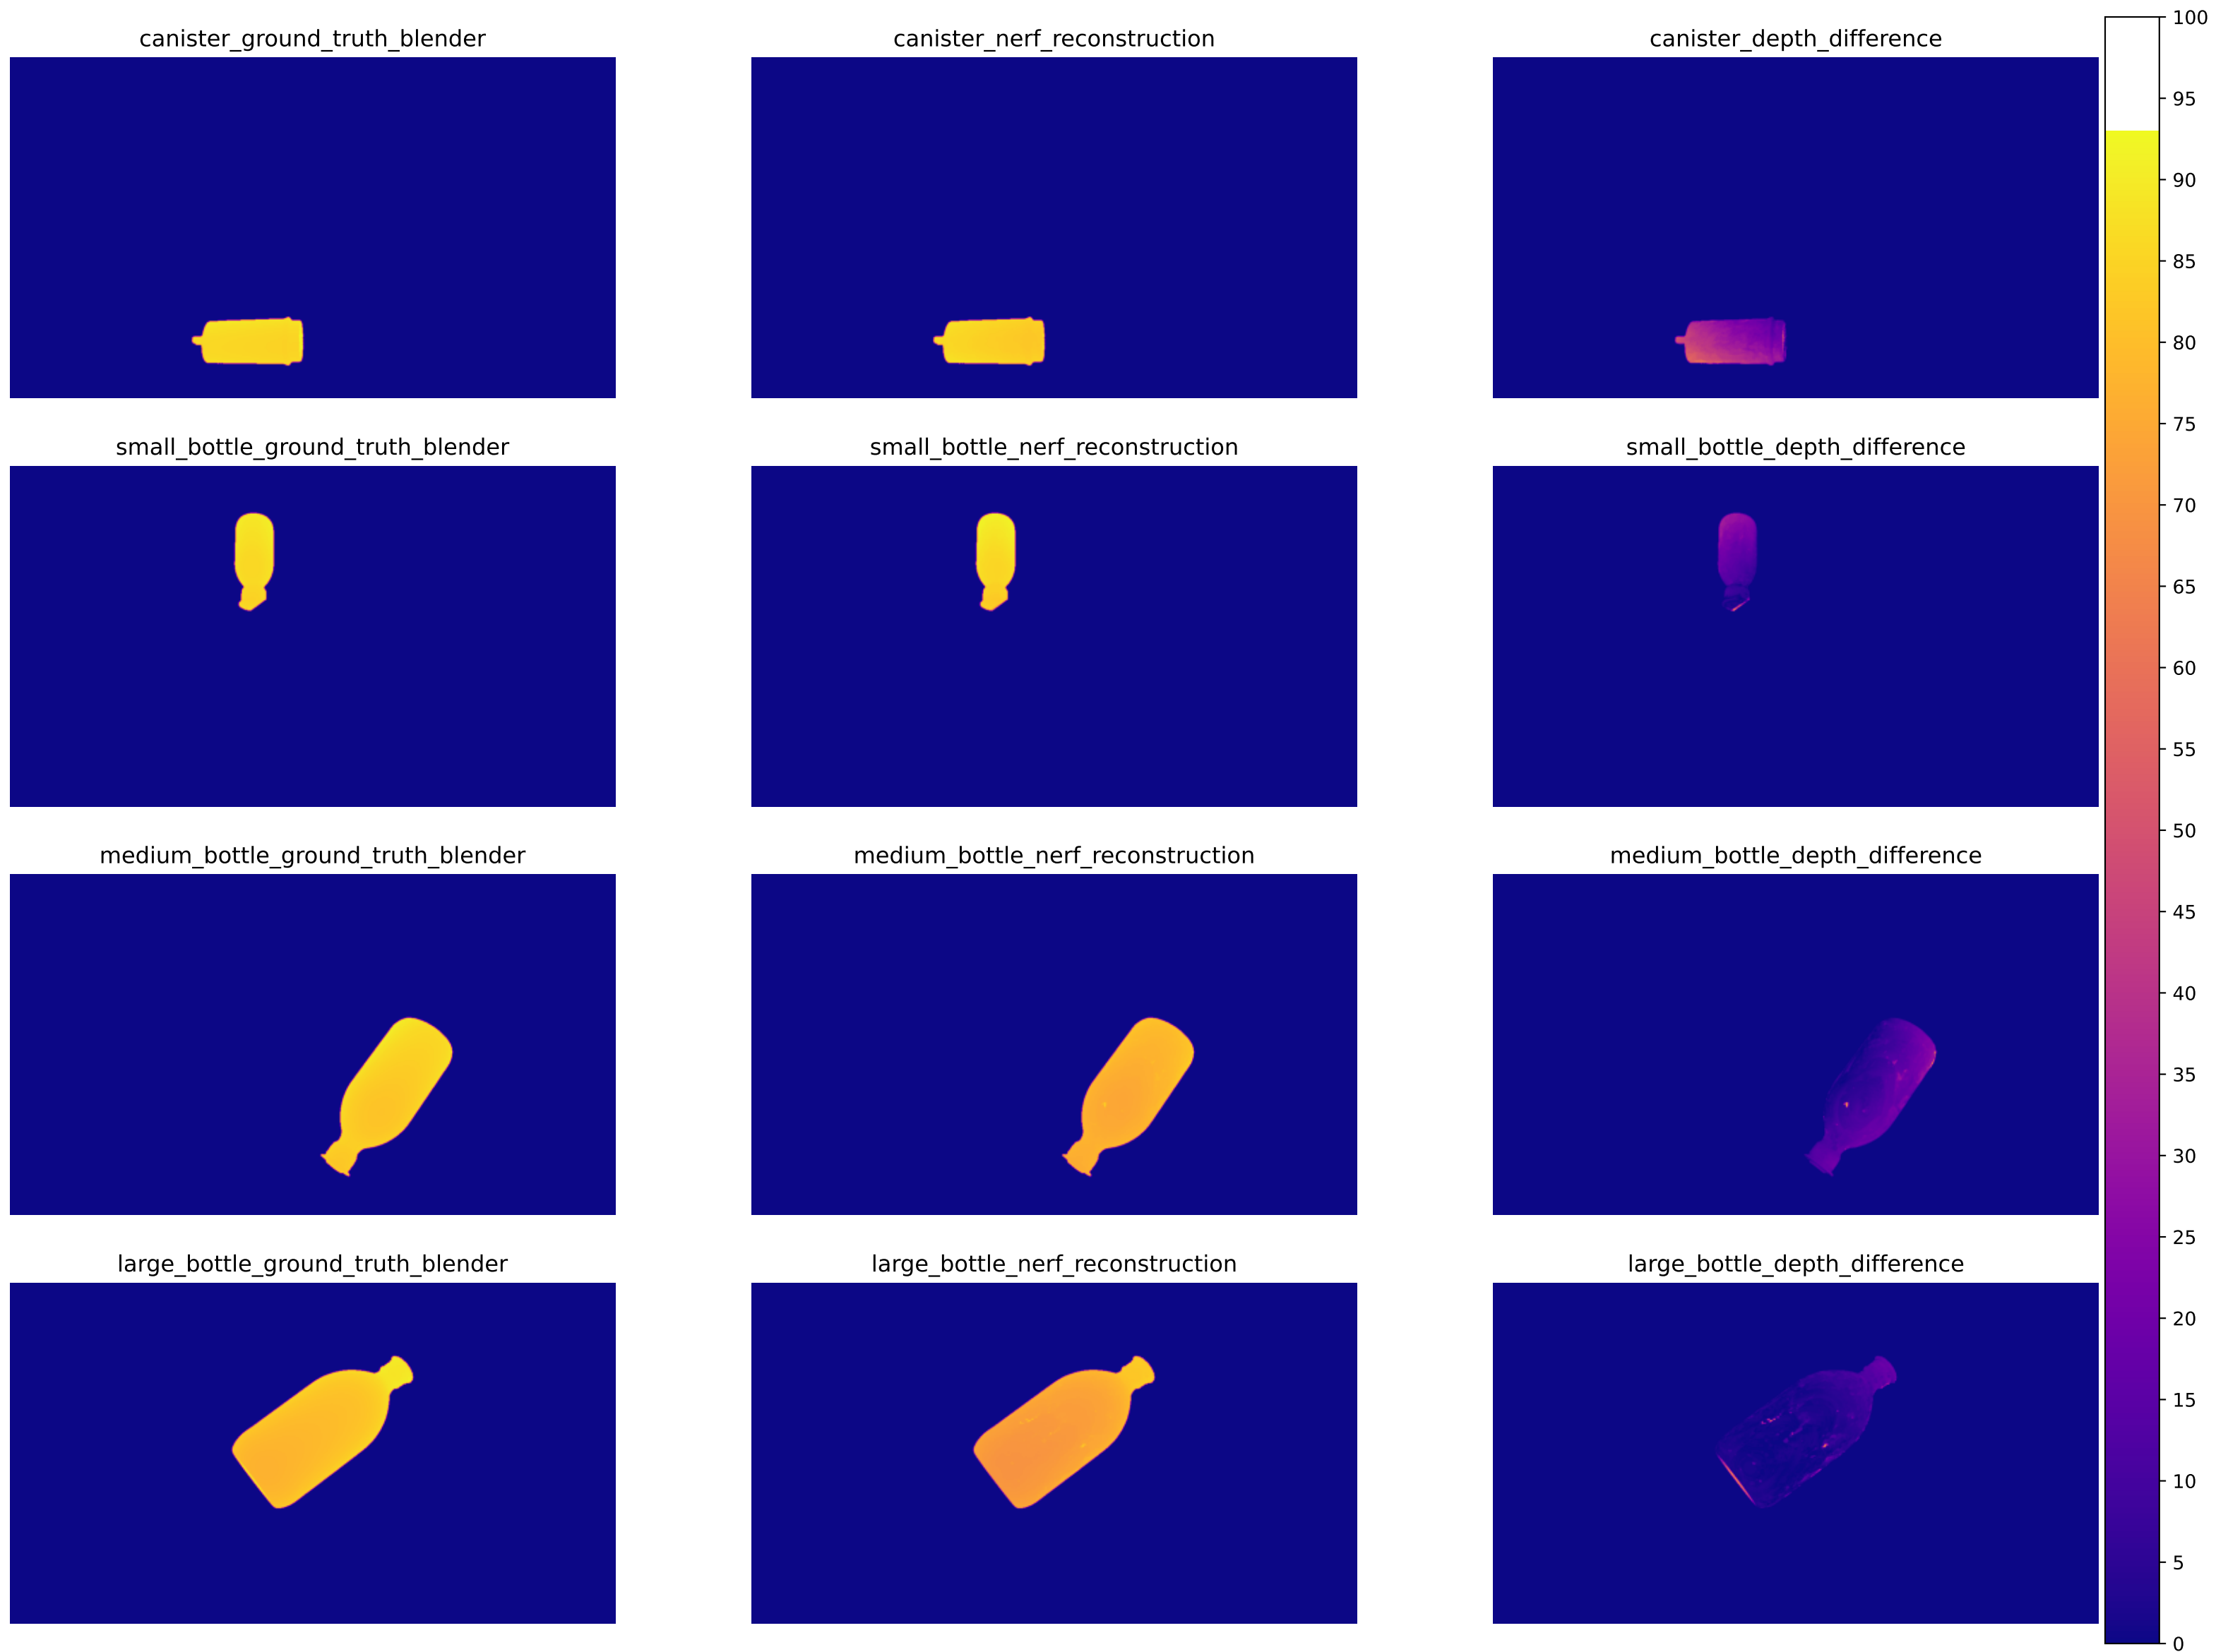 canister_ground_truth_blender
canister_nerf_reconstruction
canister_depth_difference
small_bottle_ground_truth_blender
small_bottle_nerf_reconstruction
small_bottle_depth_difference
medium_bottle_ground_truth_blender
medium_bottle_nerf_reconstruction
medium_bottle_depth_difference
large_bottle_ground_truth_blender
large_bottle_nerf_reconstruction
large_bottle_depth_difference
100
95
90
85
80
75
70
65
60
55
50
45
40
35
30
25
20
15
10
5
0